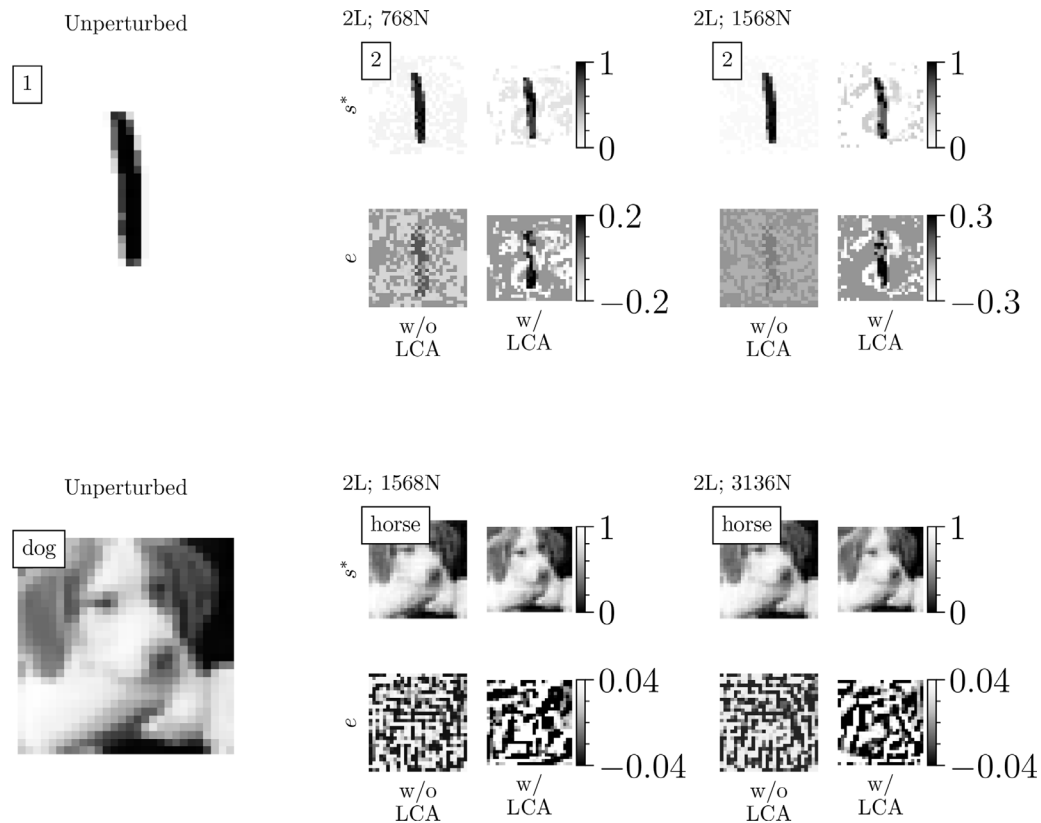 Unperturbed
2L; 768N
2L; 1568N
1
2
2
1
1
s*
0
0
e
0.2
0.3
−0.2
−0.3
w/o
LCA
w/
LCA
w/o
LCA
w/
LCA
Unperturbed
2L; 1568N
2L; 3136N
dog
horse
horse
1
1
s*
0
0
e
0.04
0.04
−0.04
−0.04
w/o
LCA
w/
LCA
w/o
LCA
w/
LCA